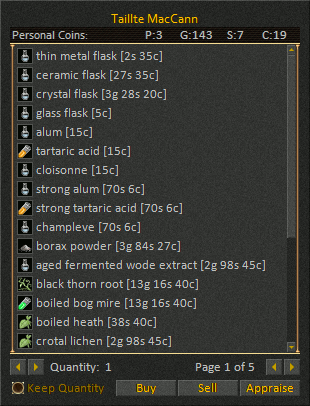 Taillte MacCann
Personal Coins: P:3 G:143 S:7 C:19
thin metal flask [2s 35c]
ceramic flask [27s 35c]
crystal flask [3g 28s 20c]
glass flask [5c]
alum [15c]
tartaric acid [15c]
cloisonne [15c]
strong alum [70s 6c]
strong tartaric acid [70s 6c]
champleve [70s 6c]
borax powder [3g 84s 27c]
aged fermented wode extract [2g 98s 45c]
black thorn root [13g 16s 40c]
boiled bog mire [13g 16s 40c]
boiled heath [38s 40c]
crotal lichen [2g 98s 45c]
Quantity: 1 Page 1 of 5
Keep Quantity Buy Sell Appraise